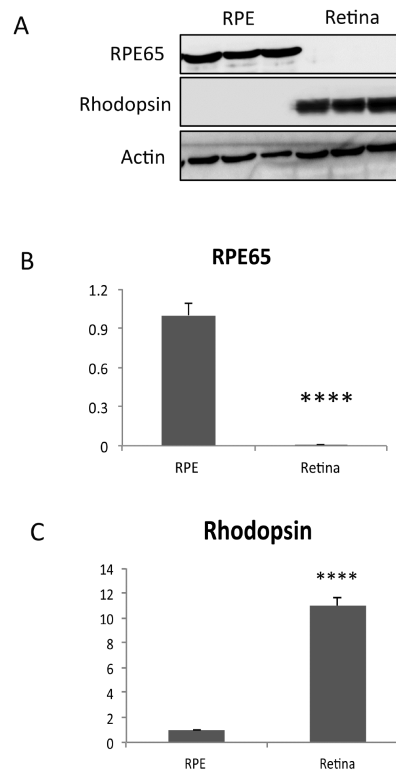 A
RPE Retina
RPE65
Rhodopsin
Actin
B
RPE65
1.2
0.9
0.6
0.3
0
****
RPE Retina
C
Rhodopsin
14
12
10
8
6
4
2
0
****
RPE Retina